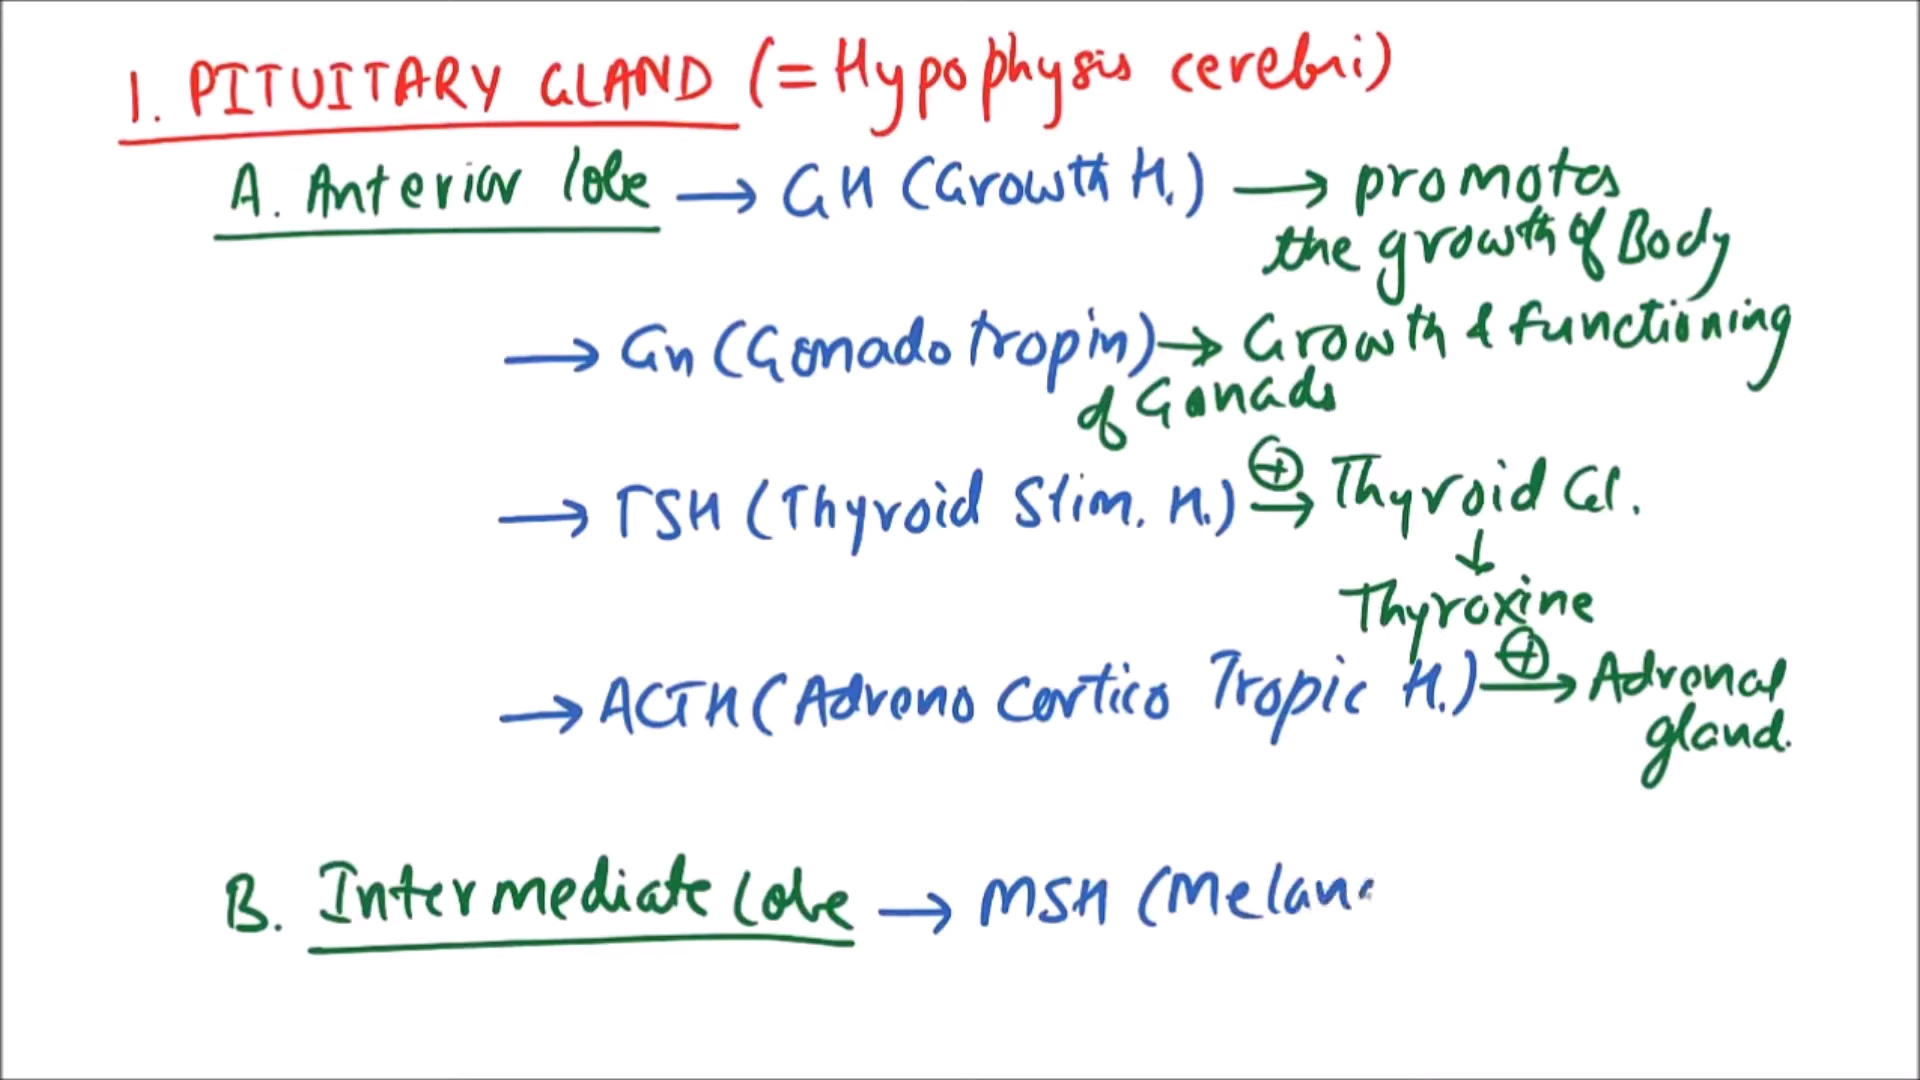 1. PITUITARY GLAND (= Hypophysis cerebri)
A. Anterior lobe → GH (Growth H.) → promotes
the growth of Body
→ Gn (Gonadotropin) → Growth & functioning
of Gonads
→ TSH (Thyroid Stim. H.) ⊕→ Thyroid Gl.
↓
Thyroxine
→ ACTH (Adreno Cortico Tropic H.) ⊕→ Adrenal
gland.
B. Intermediate Lobe → MSH (Melan